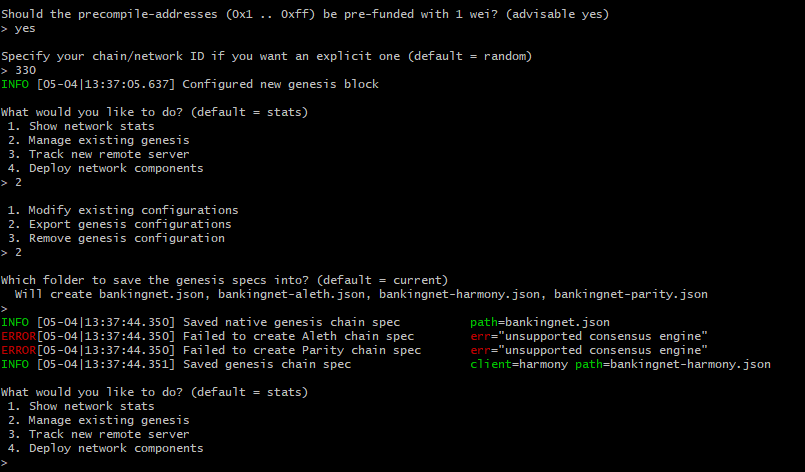 Should the precompile-addresses (0x1 .. 0xff) be pre-funded with 1 wei? (advisable yes)
> yes
Specify your chain/network ID if you want an explicit one (default = random)
> 330
INFO [05-04|13:37:05.637] Configured new genesis block
What would you like to do? (default = stats)
1. Show network stats
2. Manage existing genesis
3. Track new remote server
4. Deploy network components
> 2
1. Modify existing configurations
2. Export genesis configurations
3. Remove genesis configuration
> 2
Which folder to save the genesis specs into? (default = current)
Will create bankingnet.json, bankingnet-aleth.json, bankingnet-harmony.json, bankingnet-parity.json
>
INFO [05-04|13:37:44.350] Saved native genesis chain spec path=bankingnet.json
ERROR[05-04|13:37:44.350] Failed to create Aleth chain spec err="unsupported consensus engine"
ERROR[05-04|13:37:44.350] Failed to create Parity chain spec err="unsupported consensus engine"
INFO [05-04|13:37:44.351] Saved genesis chain spec client=harmony path=bankingnet-harmony.json
What would you like to do? (default = stats)
1. Show network stats
2. Manage existing genesis
3. Track new remote server
4. Deploy network components
>